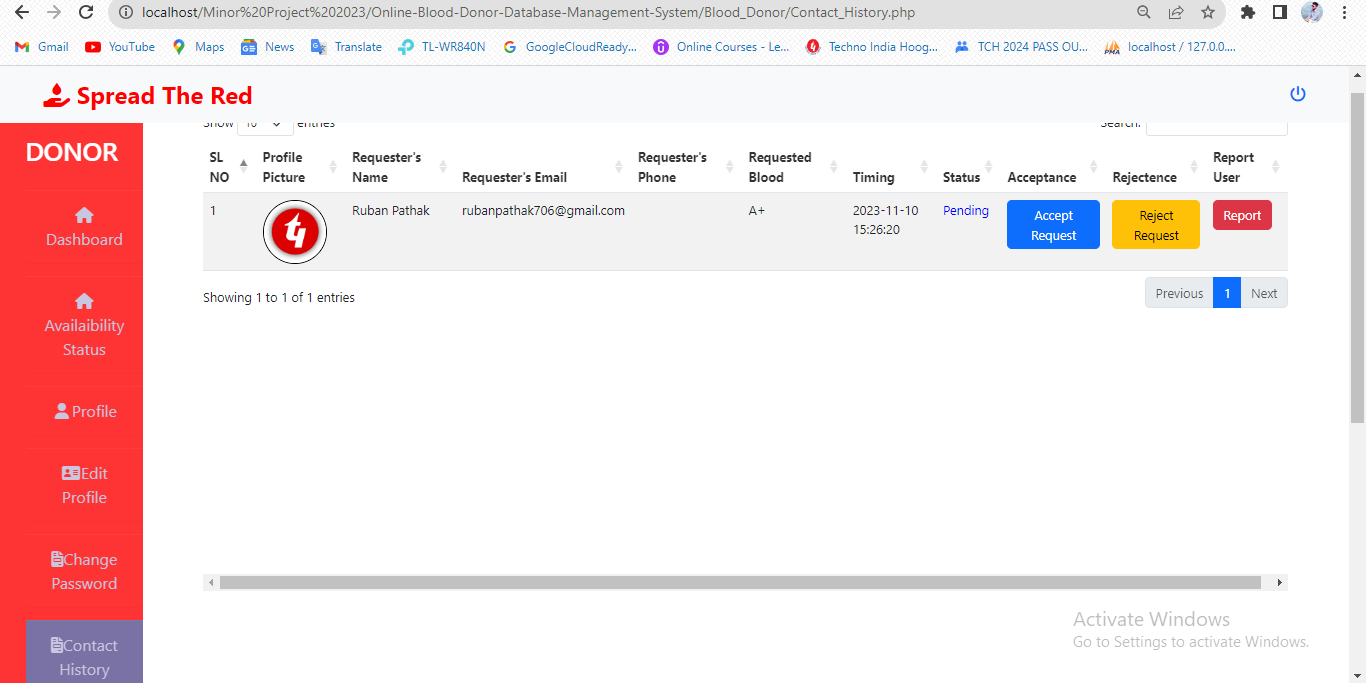 localhost/Minor%20Project%202023/Online-Blood-Donor-Database-Management-System/Blood_Donor/Contact_History.php
Gmail YouTube Maps News Translate TL-WR840N GoogleCloudReady... Online Courses - Le... Techno India Hoog... TCH 2024 PASS OU... localhost / 127.0.0....
Spread The Red
DONOR
Dashboard
Availaibility
Status
Profile
Edit
Profile
Change
Password
Contact
History
Show 10 entries
Search:
SL NO Profile Picture Requester's Name Requester's Email Requester's Phone Requested Blood Timing Status Acceptance Rejectence Report User
1 Ruban Pathak rubanpathak706@gmail.com A+ 2023-11-10 15:26:20 Pending Accept Request Reject Request Report
Showing 1 to 1 of 1 entries
Previous 1 Next
Activate Windows
Go to Settings to activate Windows.